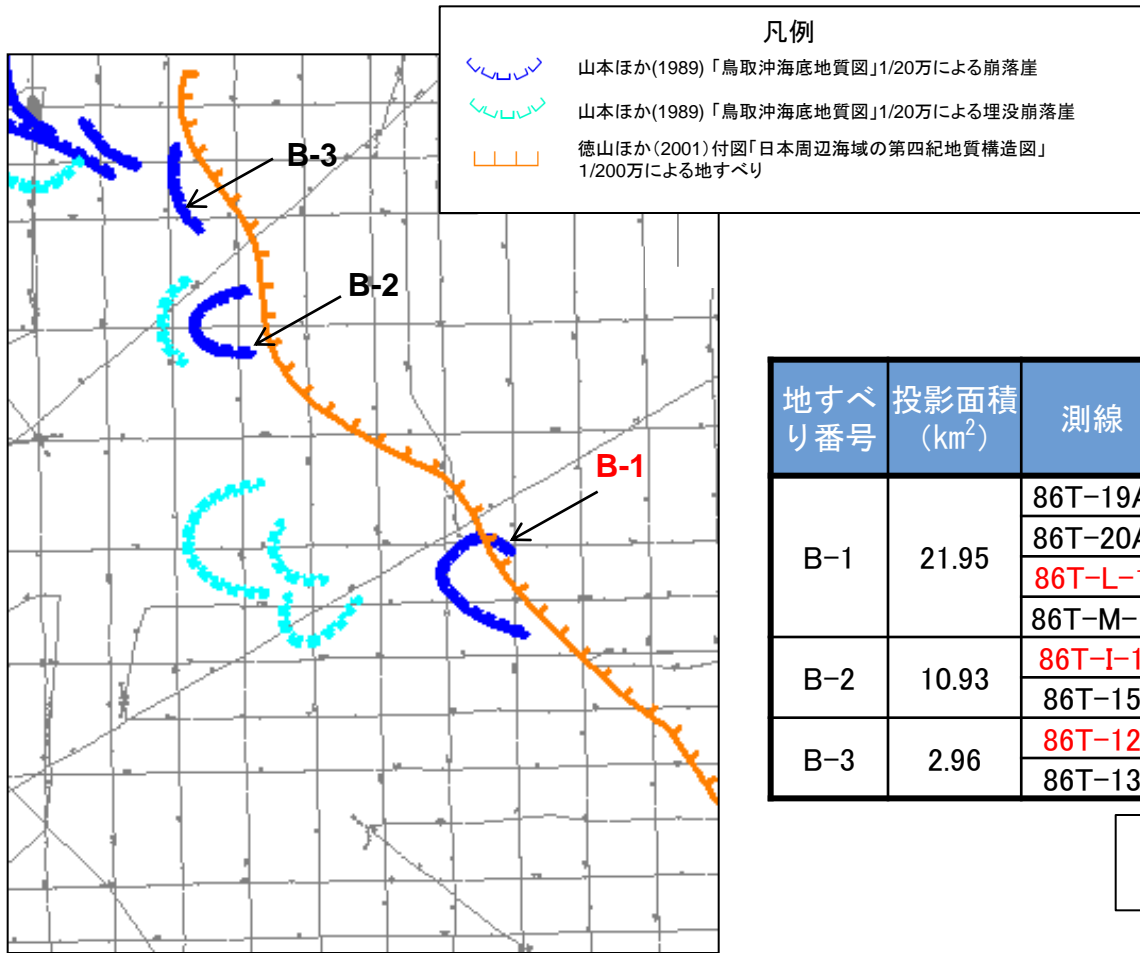 凡例
山本ほか(1989)「鳥取沖海底地質図」1/20万による崩落崖
山本ほか(1989)「鳥取沖海底地質図」1/20万による埋没崩落崖
徳山ほか(2001)付図「日本周辺海域の第四紀地質構造図」
1/200万による地すべり
B-3
B-2
B-1
地すべり番号 投影面積(km²) 測線
B-1 21.95 86T-19A
86T-20A
86T-L-
86T-M-
B-2 10.93 86T-I-1
86T-15
B-3 2.96 86T-12
86T-13